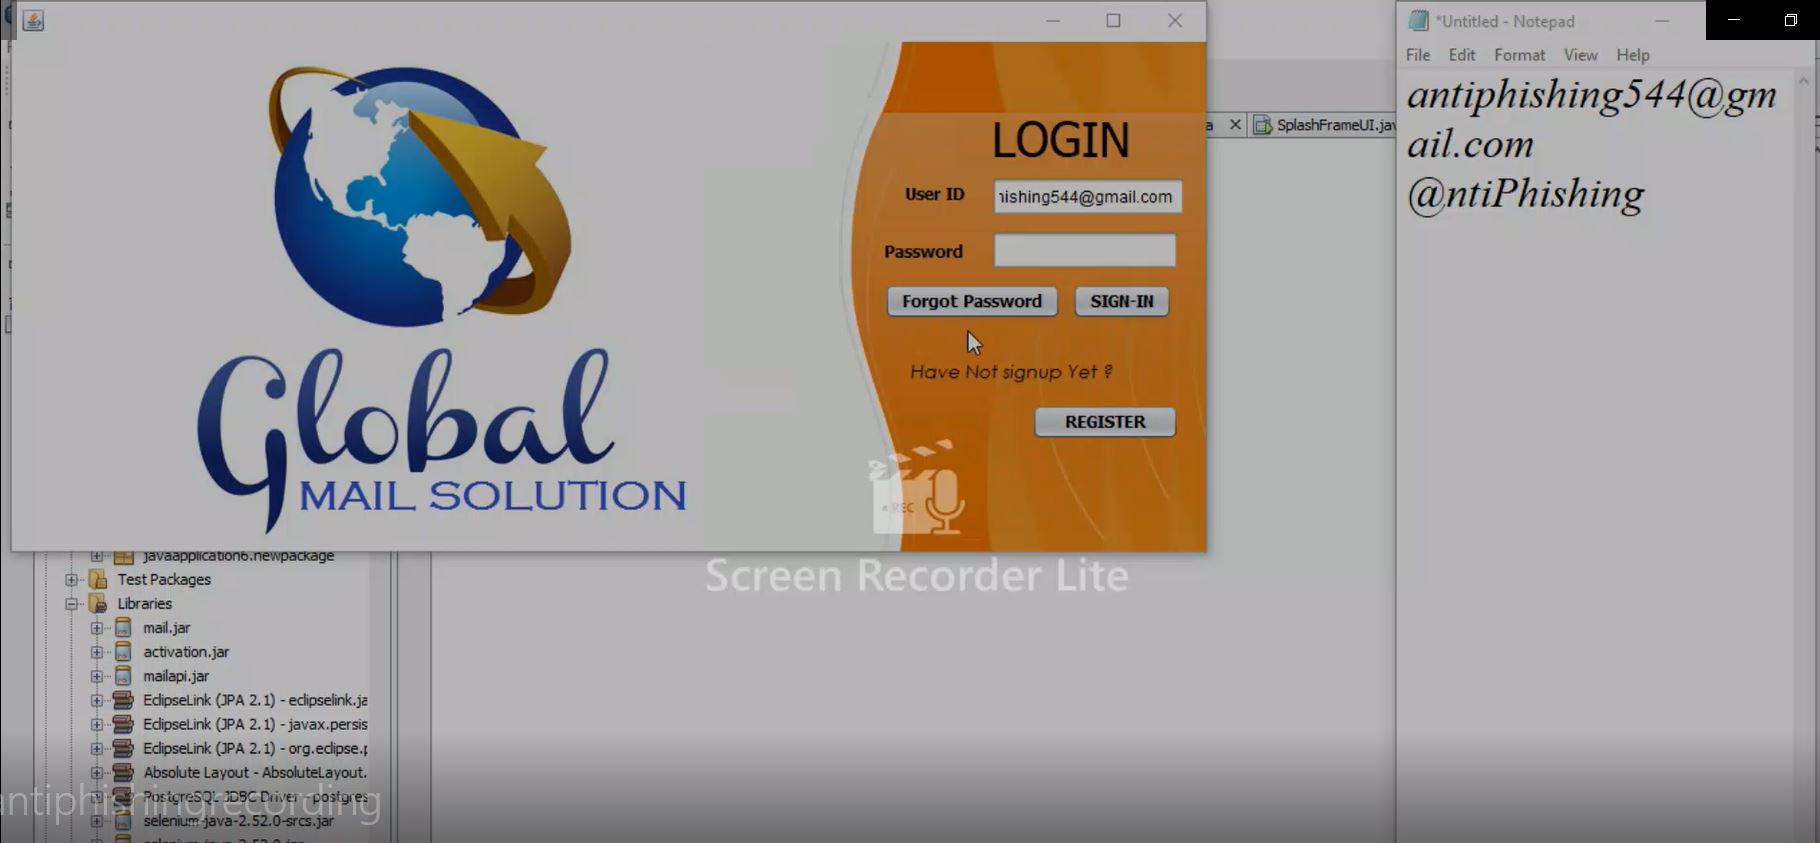 *Untitled - Notepad
File Edit Format View Help
antiphishing544@gm
ail.com
@ntiPhishing
SplashFrameUI.jav
LOGIN
User ID
hishing544@gmail.com
Password
Forgot Password
SIGN-IN
Have Not signup Yet ?
REGISTER
Global
MAIL SOLUTION
REC
Screen Recorder Lite
javaapplication6.newpackage
Test Packages
Libraries
mail.jar
activation.jar
mailapi.jar
EclipseLink (JPA 2.1) - eclipselink.ja
EclipseLink (JPA 2.1) - javax.persis
EclipseLink (JPA 2.1) - org.eclipse.p
Absolute Layout - AbsoluteLayout.
PostgreSQL JDBC Driver - postgres
antiphishingrecording
selenium-java-2.52.0-srcs.jar